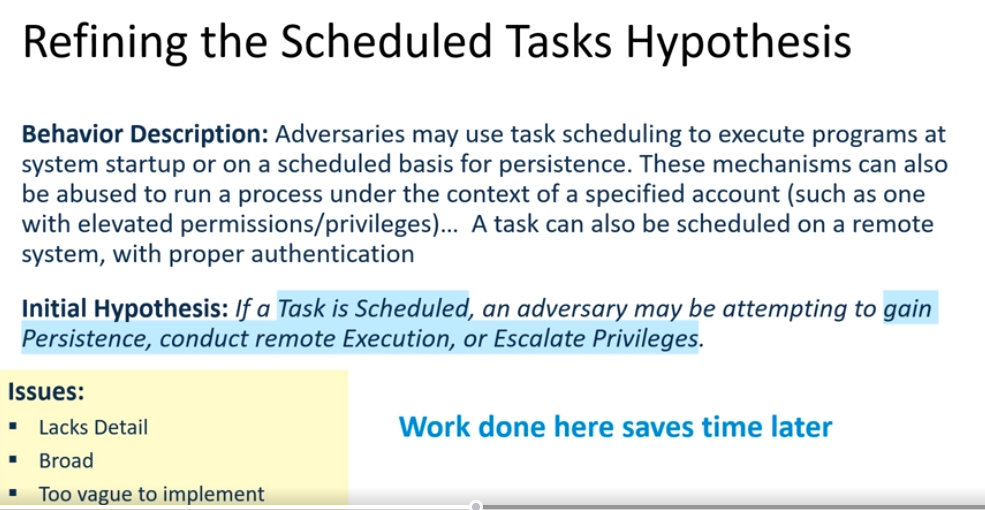 Refining the Scheduled Tasks Hypothesis
Behavior Description: Adversaries may use task scheduling to execute programs at
system startup or on a scheduled basis for persistence. These mechanisms can also
be abused to run a process under the context of a specified account (such as one
with elevated permissions/privileges)... A task can also be scheduled on a remote
system, with proper authentication
Initial Hypothesis: If a Task is Scheduled, an adversary may be attempting to gain
Persistence, conduct remote Execution, or Escalate Privileges.
Issues:
▪ Lacks Detail
▪ Broad
▪ Too vague to implement
Work done here saves time later